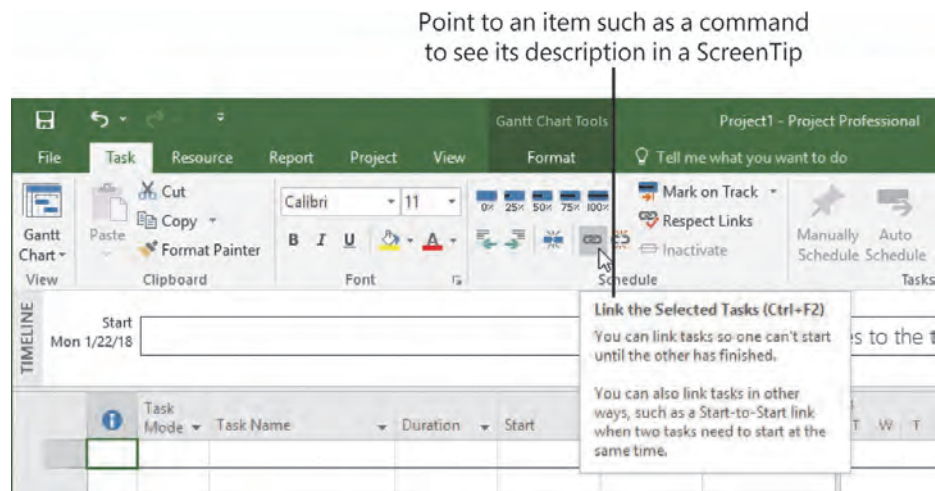 Point to an item such as a command
to see its description in a ScreenTip
Gantt Chart Tools
Project1 - Project Professional
File Task Resource Report Project View Format Tell me what you want to do
Cut
Copy
Format Painter
Paste
Gantt
Chart
View
Clipboard
Calibri 11
B I U A
Font
0× 25× 50× 75× 100×
Mark on Track
Respect Links
Inactivate
Schedule
Manually
Schedule
Auto
Schedule
Tasks
TIMELINE
Start
Mon 1/22/18
s to the
Link the Selected Tasks (Ctrl+F2)
You can link tasks so one can't start
until the other has finished.
You can also link tasks in other
ways, such as a Start-to-Start link
when two tasks need to start at the
same time.
Task
Mode Task Name Duration Start
T W T